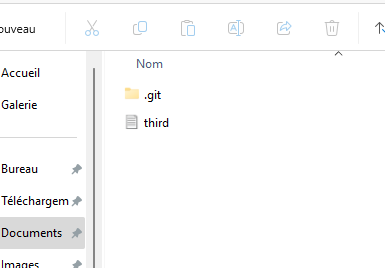 ouveau
Nom
Accueil
Galerie
.git
third
Bureau
Téléchargem
Documents
Images